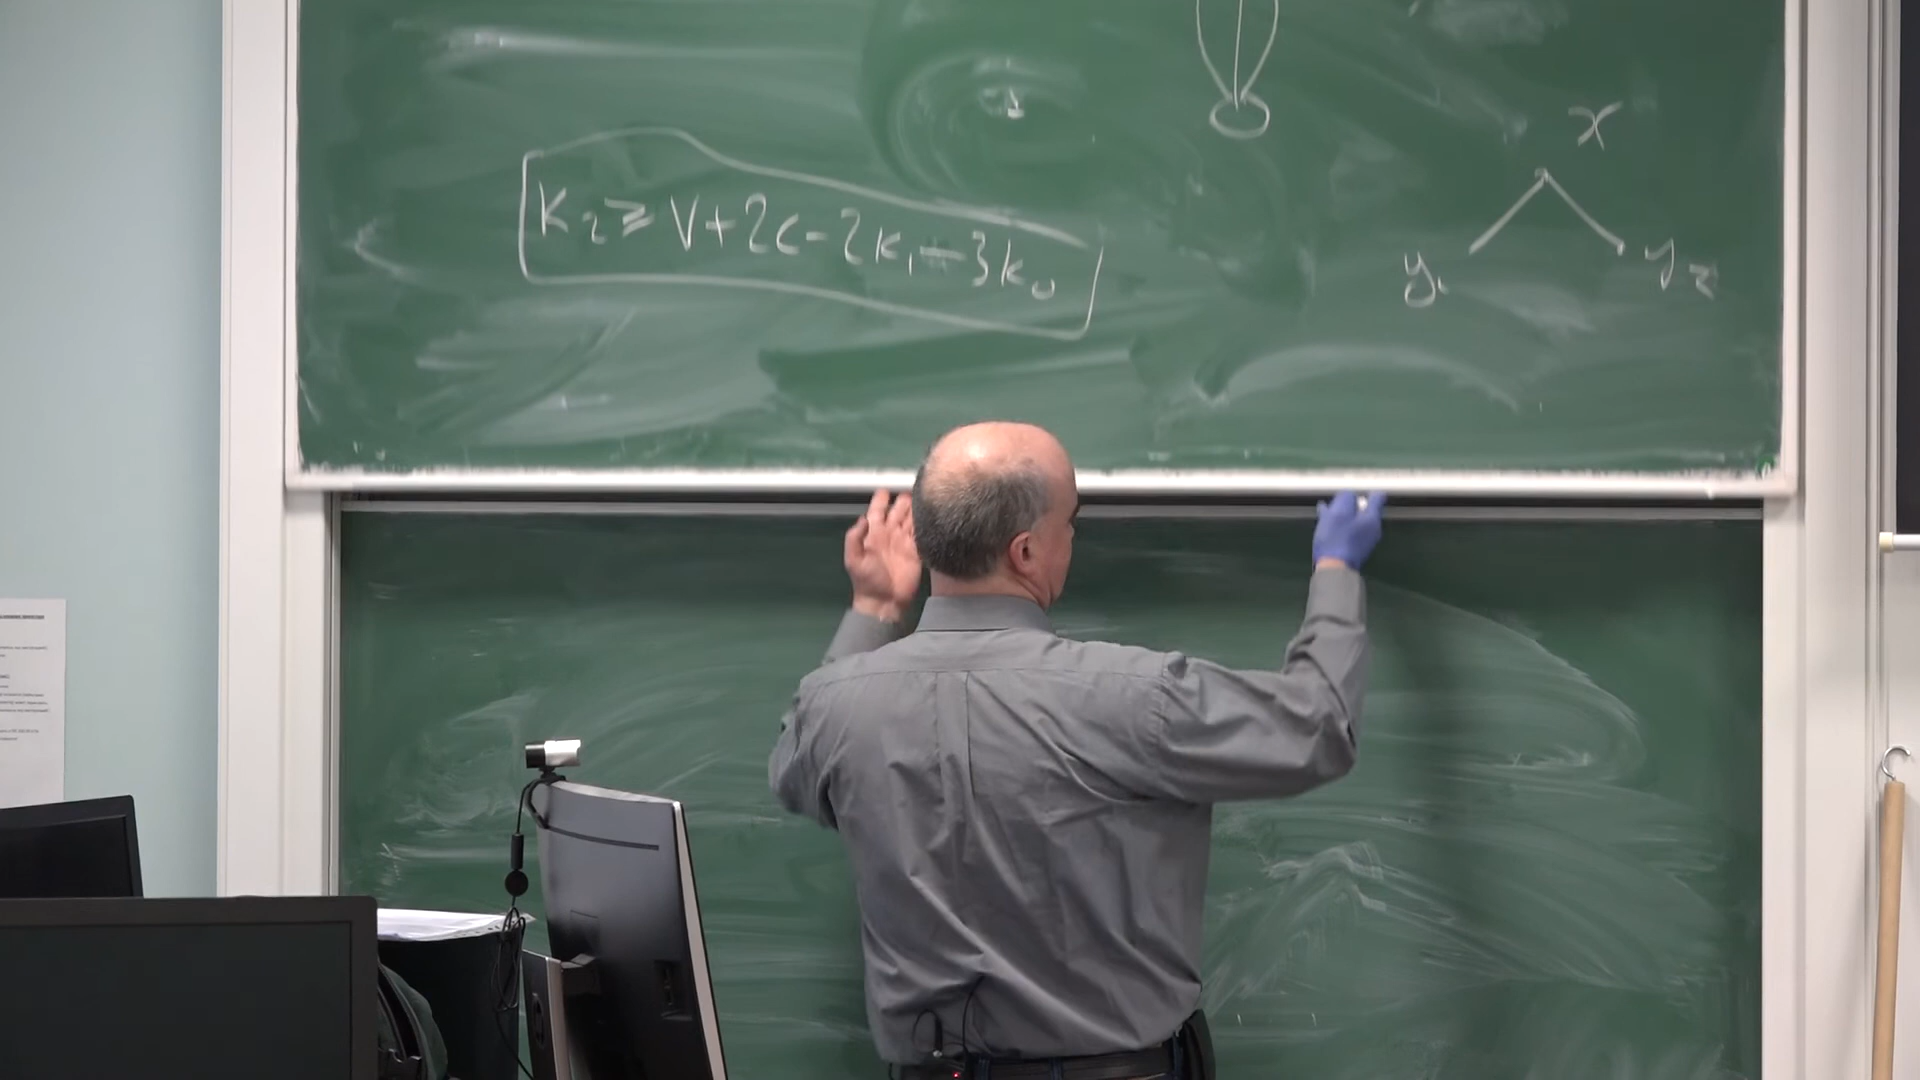 x
K₂ ≥ V+2c-2K₁-3K₀
y₁ y₂